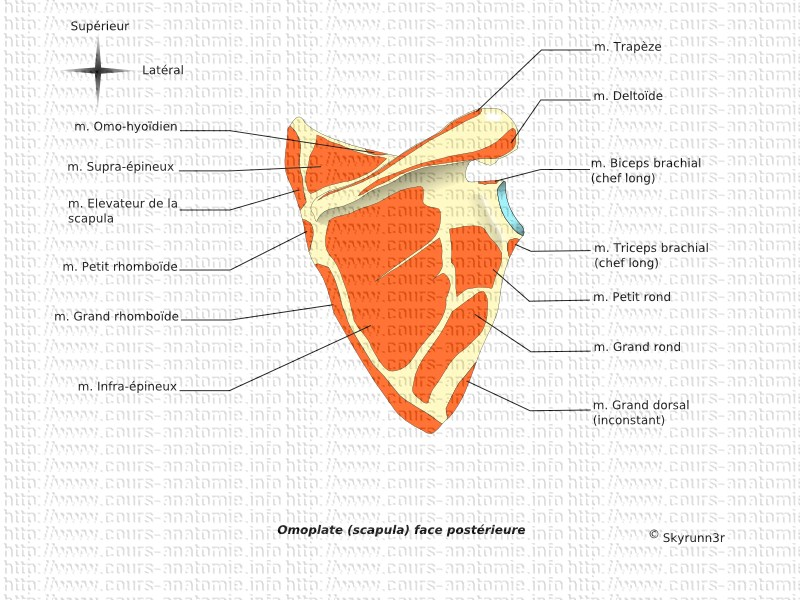 Supérieur
Latéral
m. Trapèze
m. Deltoïde
m. Omo-hyoïdien
m. Supra-épineux
m. Biceps brachial
(chef long)
m. Elevateur de la
scapula
m. Triceps brachial
(chef long)
m. Petit rhomboïde
m. Petit rond
m. Grand rhomboïde
m. Grand rond
m. Infra-épineux
m. Grand dorsal
(inconstant)
Omoplate (scapula) face postérieure
© Skyrunn3r